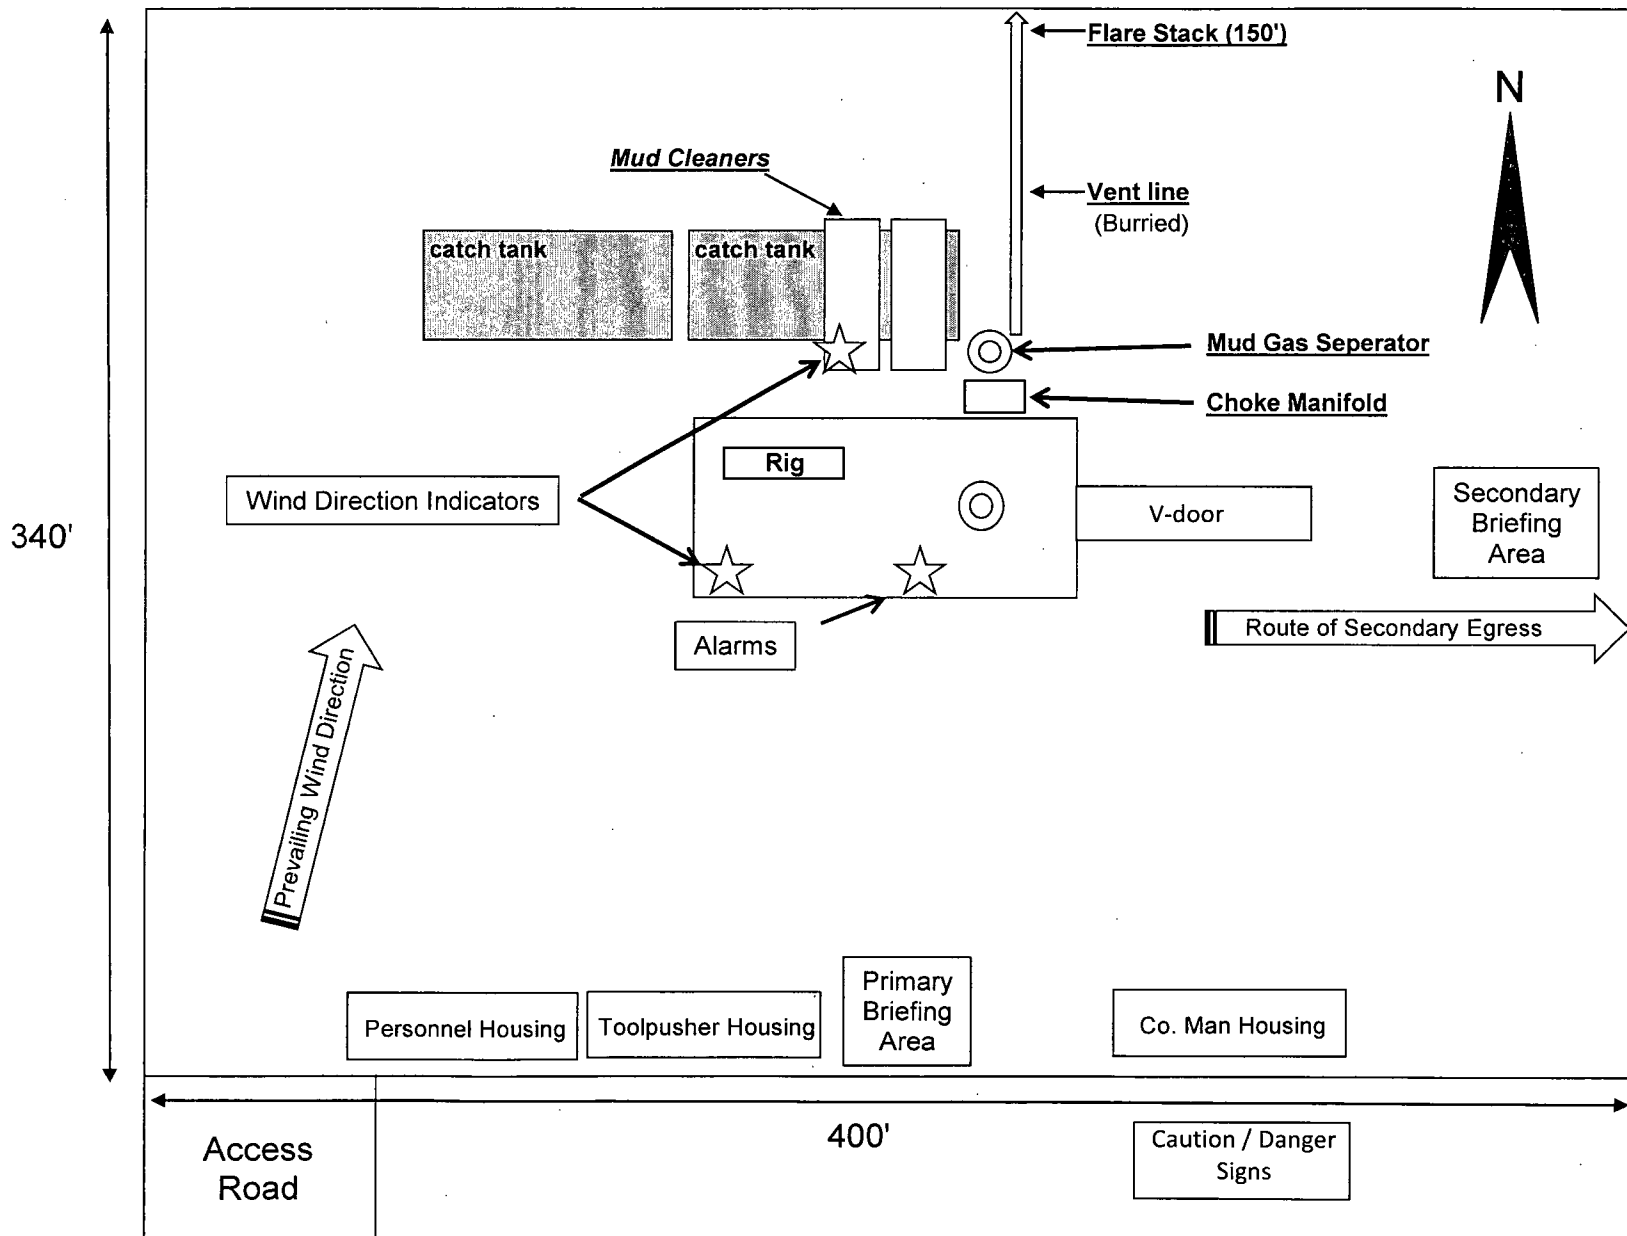 Flare Stack (150')
N
Mud Cleaners
Vent line
(Burried)
catch tank
catch tank
Mud Gas Seperator
Choke Manifold
Rig
Wind Direction Indicators
V-door
Secondary
Briefing
Area
340'
Alarms
Route of Secondary Egress
Prevailing Wind Direction
Personnel Housing
Toolpusher Housing
Primary
Briefing
Area
Co. Man Housing
400'
Access
Road
Caution / Danger
Signs